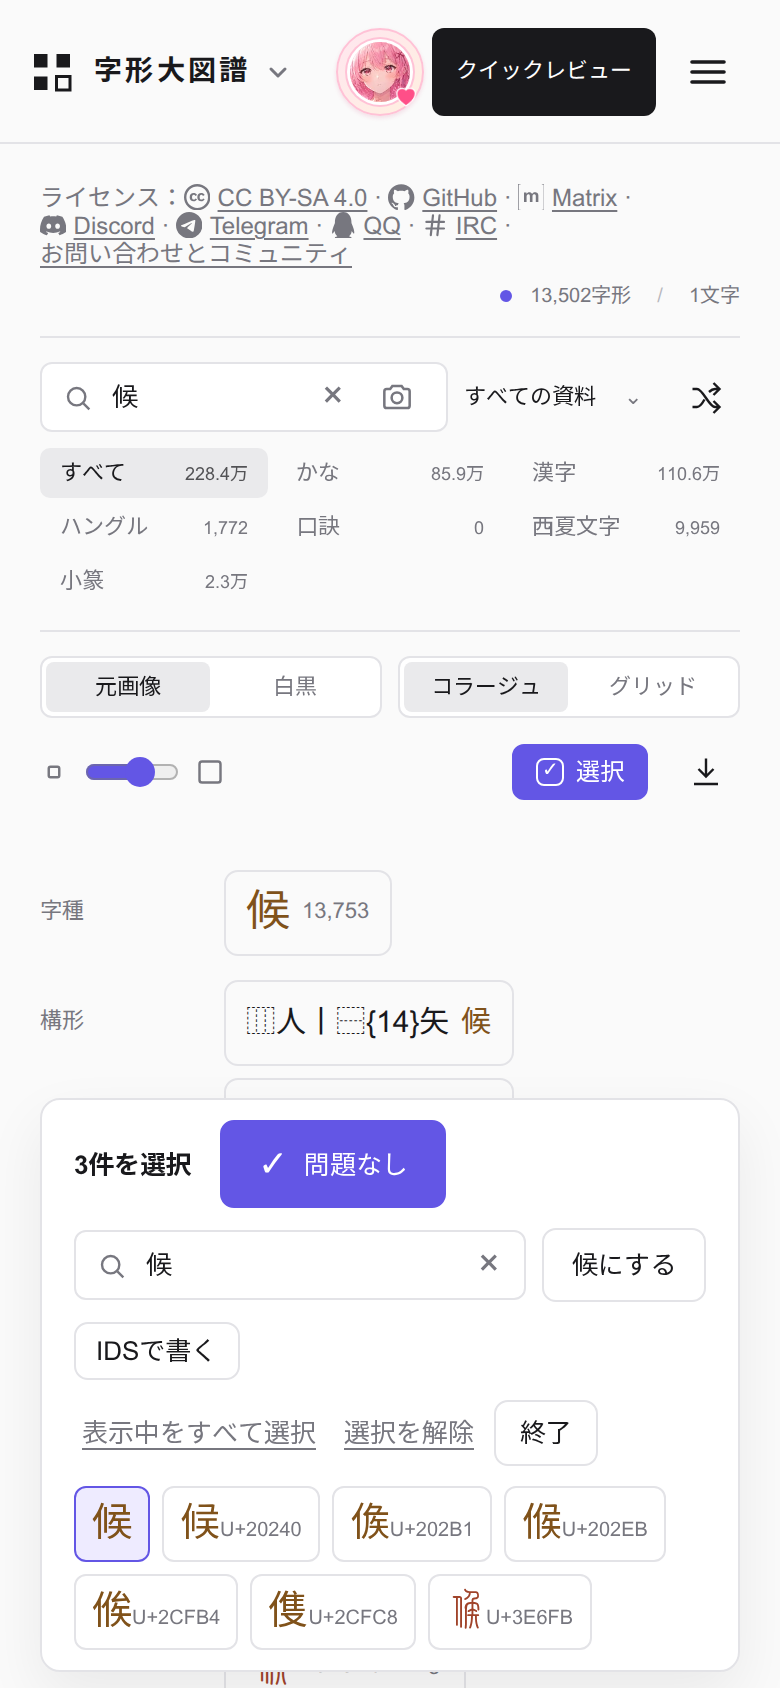 字形大図譜
クイックレビュー
ライセンス：CC BY-SA 4.0 · GitHub · [m] Matrix ·
Discord · Telegram · QQ · # IRC ·
お問い合わせとコミュニティ
13,502字形 / 1文字
候 ✕ すべての資料
すべて 228.4万 かな 85.9万 漢字 110.6万
ハングル 1,772 口訣 0 西夏文字 9,959
小篆 2.3万
元画像 白黒 コラージュ グリッド
選択
字種 候 13,753
構形 ⿲人丨⿱{14}矢 候
3件を選択 ✓ 問題なし
候 ✕ 候にする
IDSで書く
表示中をすべて選択 選択を解除 終了
候 U+20240 U+202B1 U+202EB
U+2CFB4 U+2CFC8 U+3E6FB